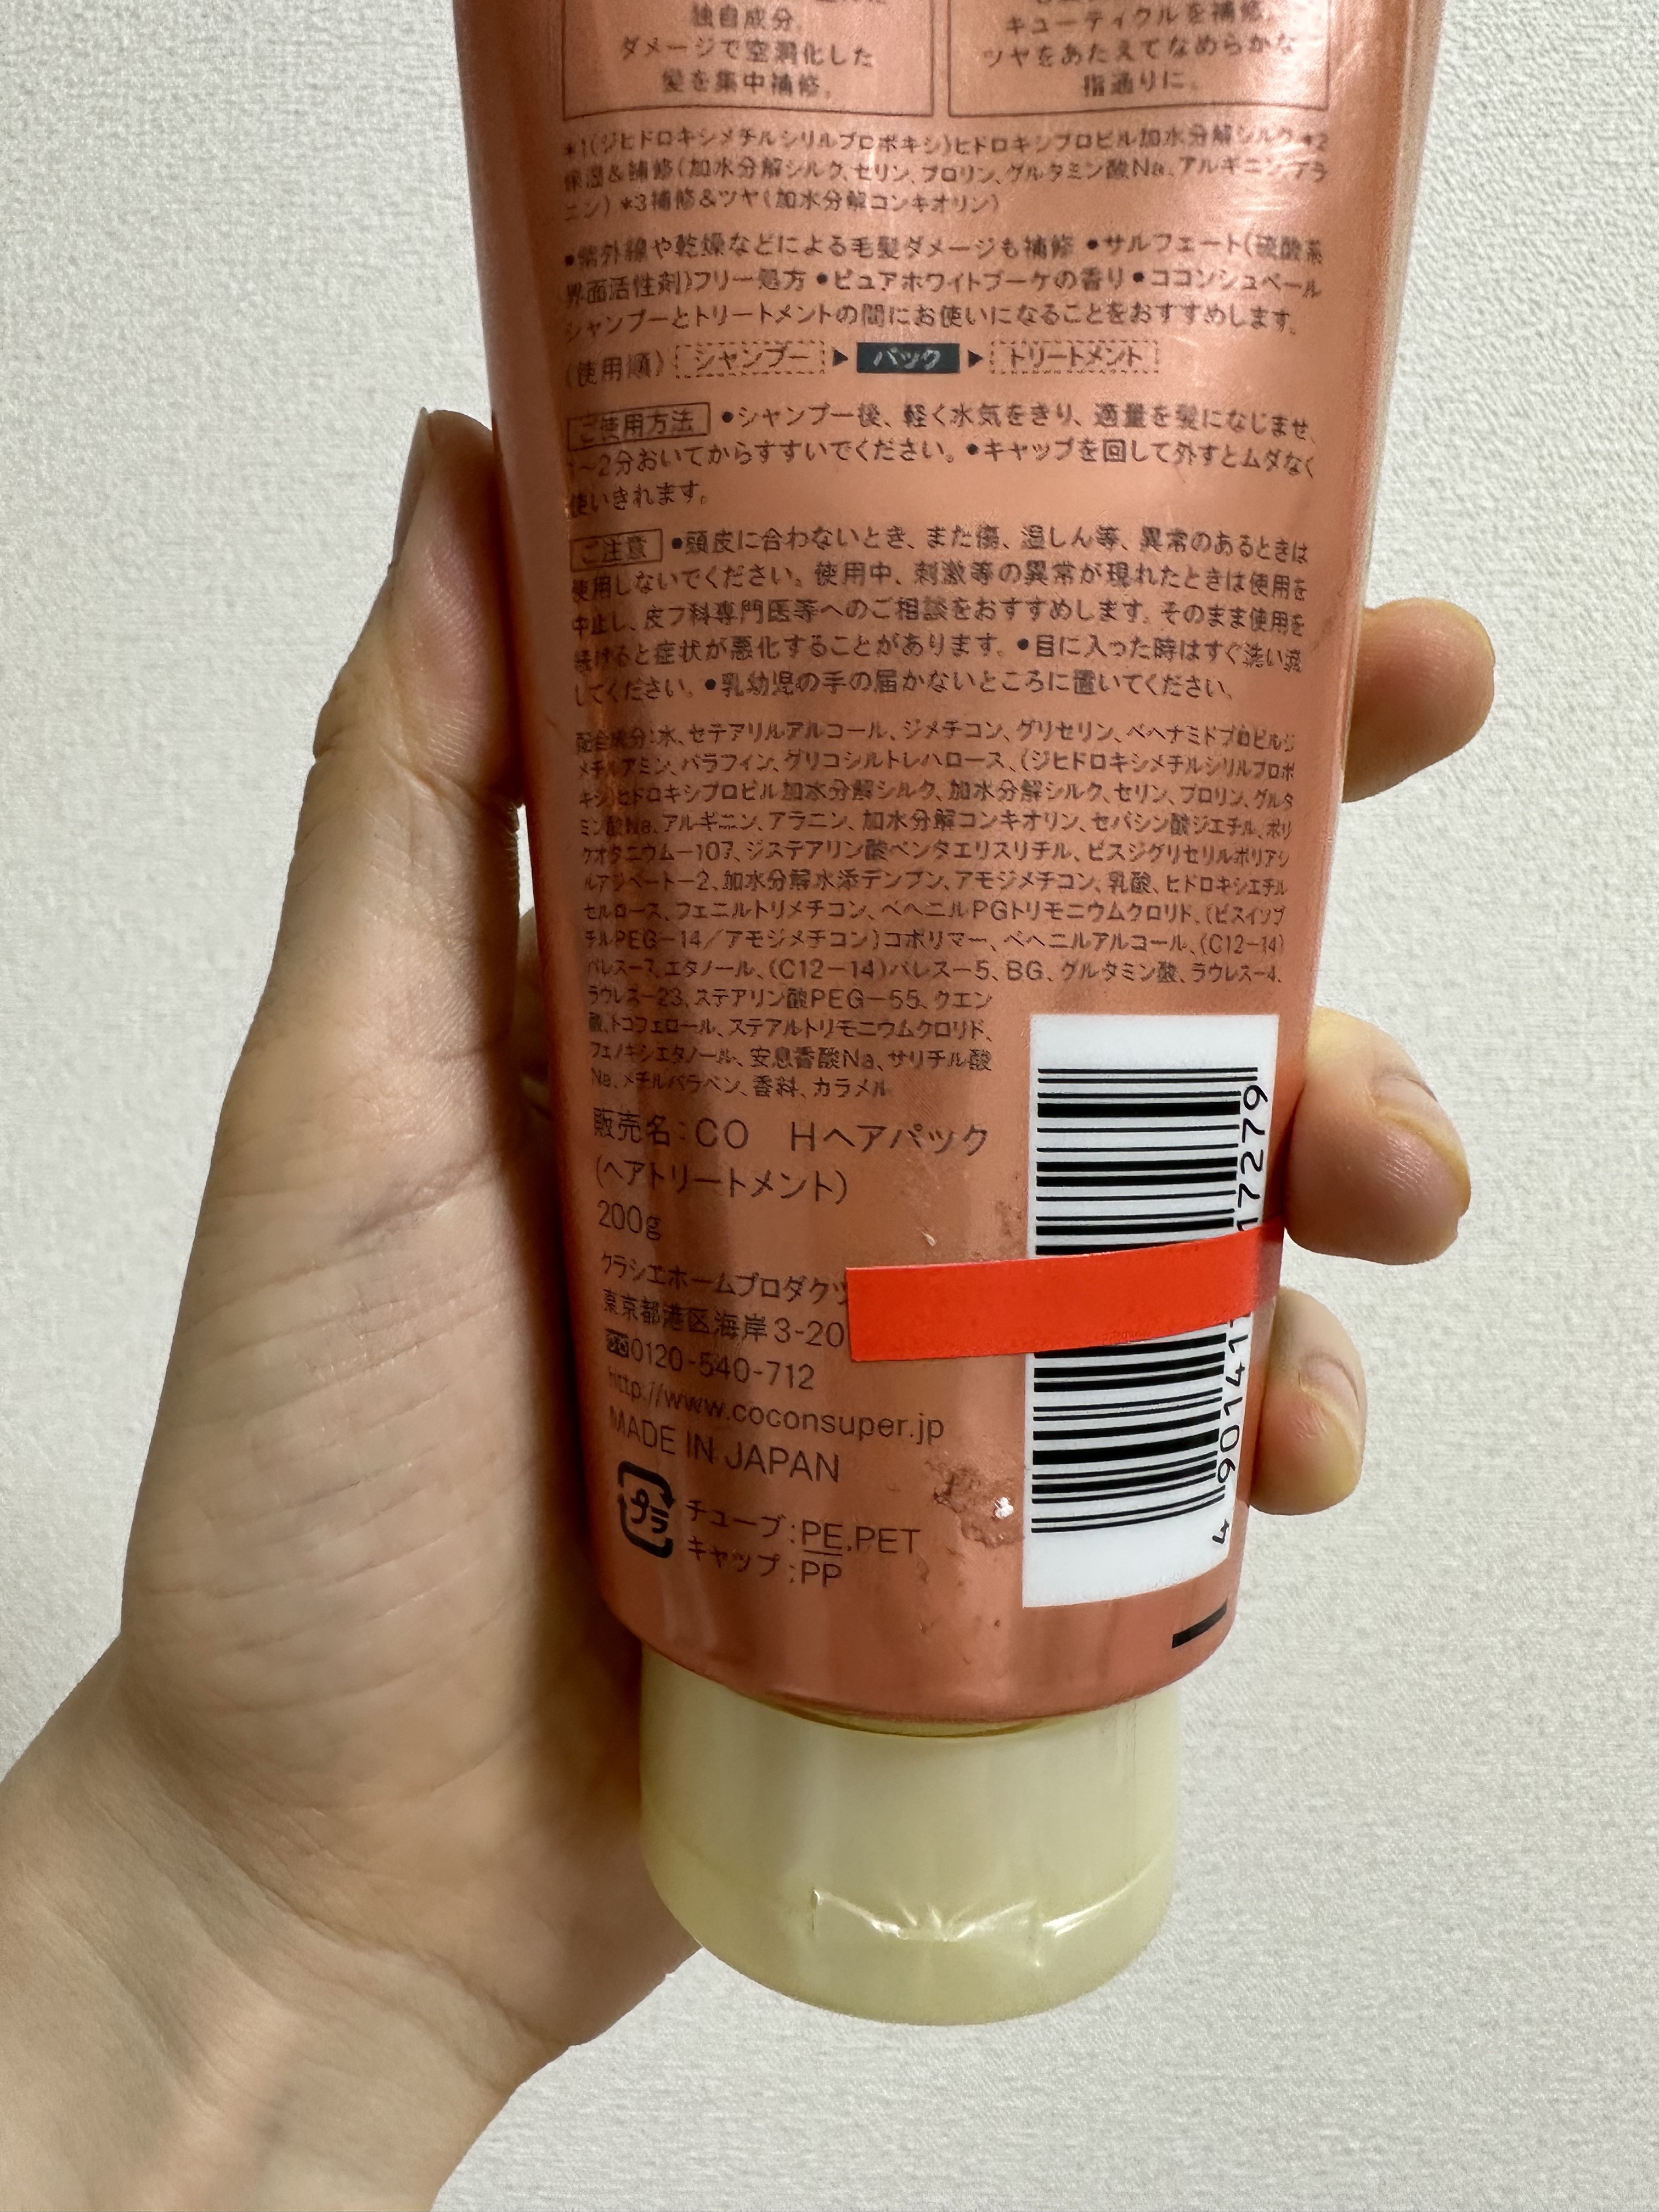 独自成分。
ダメージで空洞化した
髪を集中補修。
キューティクルを補修。
ツヤをあたえてなめらかな
指通りに。
*1(ジヒドロキシメチルシリルプロポキシ)ヒドロキシプロピル加水分解シルク *2
保湿&補修(加水分解シルク、セリン、プロリン、グルタミン酸Na、アルギニン、アラ
ニン) *3補修&ツヤ(加水分解コンキオリン)
●紫外線や乾燥などによる毛髪ダメージも補修 ●サルフェート(硫酸系
界面活性剤)フリー処方 ●ピュアホワイトブーケの香り ●ココンシュペール
シャンプーとトリートメントの間にお使いになることをおすすめします。
(使用順) シャンプー ▶ パック ▶ トリートメント
ご使用方法 ●シャンプー後、軽く水気をきり、適量を髪になじませ、
1〜2分おいてからすすいでください。●キャップを回して外すとムダなく
使いきれます。
ご注意 ●頭皮に合わないとき、また傷、湿しん等、異常のあるときは
使用しないでください。使用中、刺激等の異常が現れたときは使用を
中止し、皮フ科専門医等へのご相談をおすすめします。そのまま使用を
続けると症状が悪化することがあります。●目に入った時はすぐ洗い流
してください。●乳幼児の手の届かないところに置いてください。
配合成分:水、セテアリルアルコール、ジメチコン、グリセリン、ベヘナミドプロピルジ
メチルアミン、パラフィン、グリコシルトレハロース、(ジヒドロキシメチルシリルプロポ
キシ)ヒドロキシプロピル加水分解シルク、加水分解シルク、セリン、プロリン、グルタ
ミン酸Na、アルギニン、アラニン、加水分解コンキオリン、セバシン酸ジエチル、ポリ
クオタニウム−107、ジステアリン酸ペンタエリスリチル、ビスジグリセリルポリアシ
ルアジペート−2、加水分解水添デンプン、アモジメチコン、乳酸、ヒドロキシエチル
セルロース、フェニルトリメチコン、ベヘニルPGトリモニウムクロリド、(ビスイソブ
チルPEG−14/アモジメチコン)コポリマー、ベヘニルアルコール、(C12−14)
パレス−7、エタノール、(C12−14)パレス−5、BG、グルタミン酸、ラウレス−4、
ラウレス−23、ステアリン酸PEG−55、クエン
酸、トコフェロール、ステアルトリモニウムクロリド、
フェノキシエタノール、安息香酸Na、サリチル酸
Na、メチルパラベン、香料、カラメル
販売名:CO Hヘアパック
(ヘアトリートメント)
200g
クラシエホームプロダクツ
東京都港区海岸3-20
0120-540-712
http://www.coconsuper.jp
MADE IN JAPAN
プラ
チューブ:PE,PET
キャップ:PP
4 90141 17279